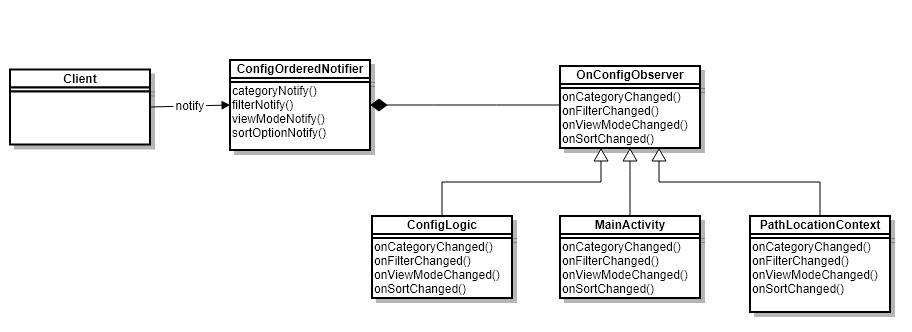 Client
notify
ConfigOrderedNotifier
categoryNotify()
filterNotify()
viewModeNotify()
sortOptionNotify()
OnConfigObserver
onCategoryChanged()
onFilterChanged()
onViewModeChanged()
onSortChanged()
ConfigLogic
onCategoryChanged()
onFilterChanged()
onViewModeChanged()
onSortChanged()
MainActivity
onCategoryChanged()
onFilterChanged()
onViewModeChanged()
onSortChanged()
PathLocationContext
onCategoryChanged()
onFilterChanged()
onViewModeChanged()
onSortChanged()